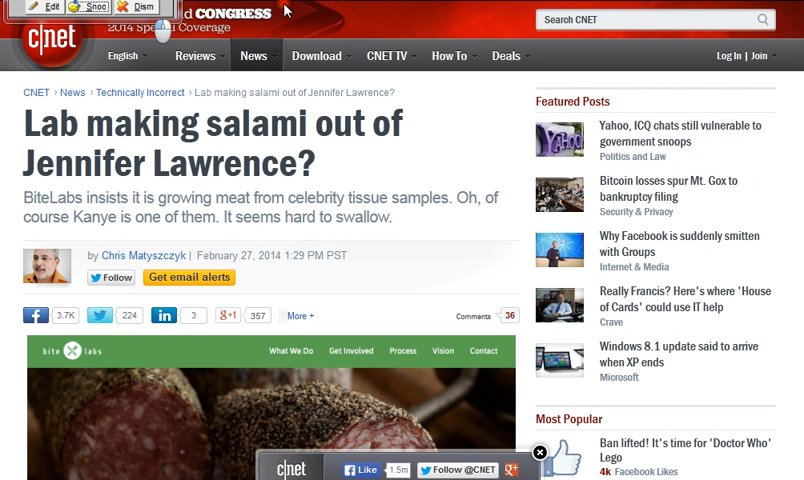 Edit Snoo Dism
CONGRESS
2014 Special Coverage
Search CNET
c|net
English Reviews News Download CNET TV How To Deals Log In | Join
CNET › News › Technically Incorrect › Lab making salami out of Jennifer Lawrence?
Lab making salami out of
Jennifer Lawrence?
BiteLabs insists it is growing meat from celebrity tissue samples. Oh, of
course Kanye is one of them. It seems hard to swallow.
by Chris Matyszczyk | February 27, 2014 1:29 PM PST
Follow Get email alerts
f 3.7K 224 in 3 g+1 357 More + Comments 36
bite labs What We Do Get Involved Process Vision Contact
c|net f Like 1.5m Follow @CNET g+
Featured Posts
YAHOO!
Yahoo, ICQ chats still vulnerable to
government snoops
Politics and Law
Bitcoin losses spur Mt. Gox to
bankruptcy filing
Security & Privacy
Why Facebook is suddenly smitten
with Groups
Internet & Media
Really Francis? Here's where 'House
of Cards' could use IT help
Crave
Windows 8.1 update said to arrive
when XP ends
Microsoft
Most Popular
Ban lifted! It's time for 'Doctor Who'
Lego
4k Facebook Likes